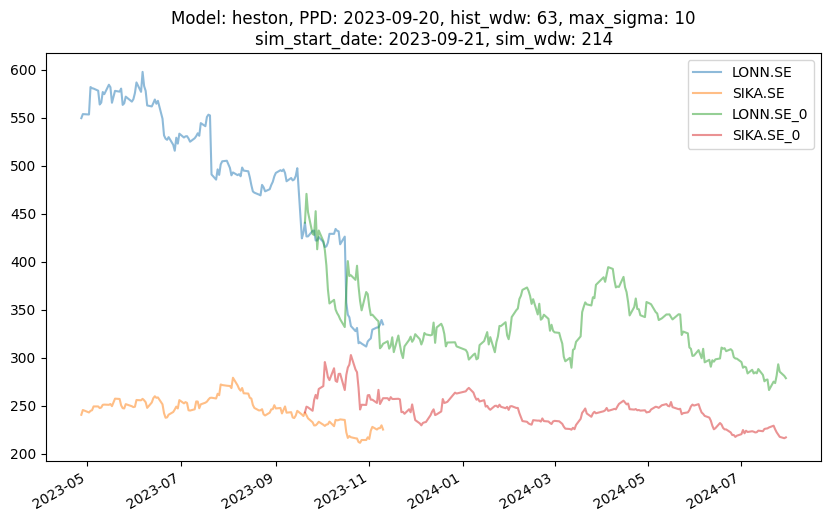 Model: heston, PPD: 2023-09-20, hist_wdw: 63, max_sigma: 10
sim_start_date: 2023-09-21, sim_wdw: 214
LONN.SE
SIKA.SE
LONN.SE_0
SIKA.SE_0
600
550
500
450
400
350
300
250
200
2023-05
2023-07
2023-09
2023-11
2024-01
2024-03
2024-05
2024-07